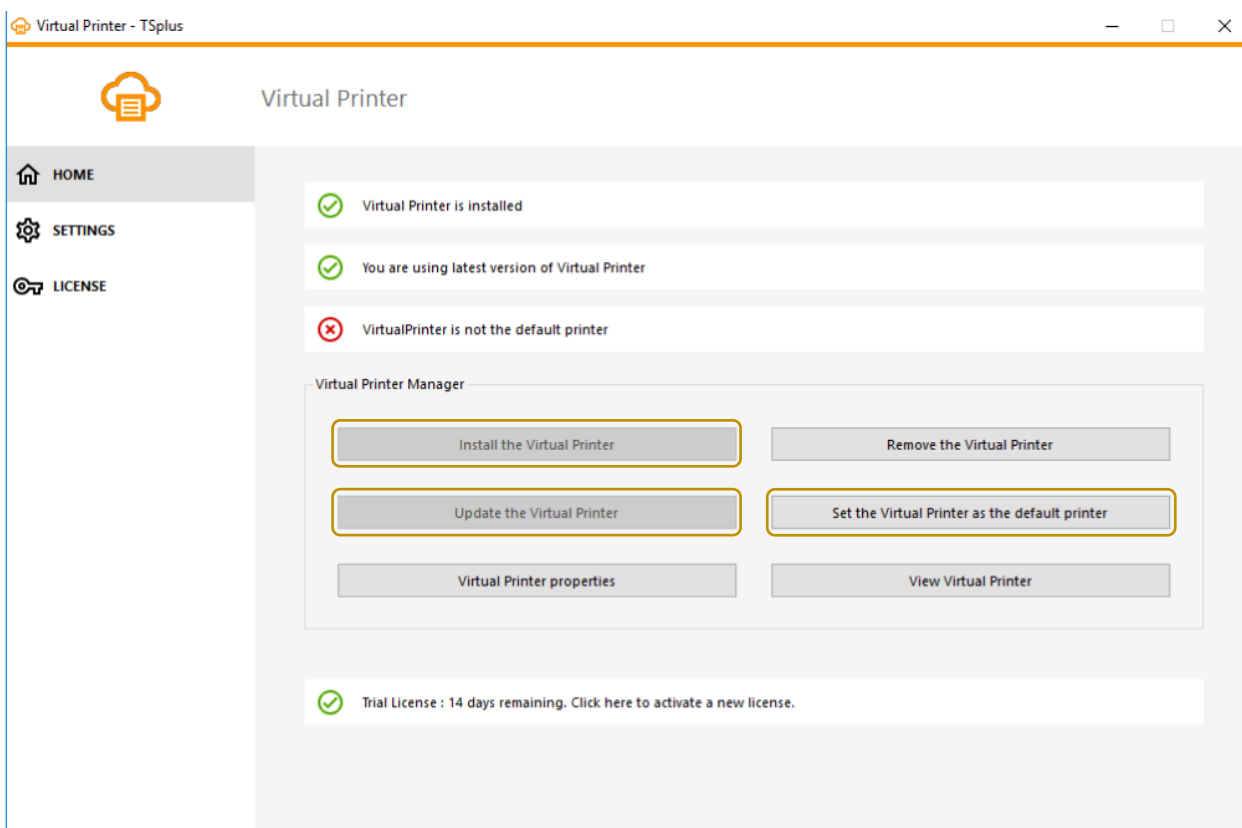 Virtual Printer - TSplus
Virtual Printer
HOME
SETTINGS
LICENSE
Virtual Printer is installed
You are using latest version of Virtual Printer
VirtualPrinter is not the default printer
Virtual Printer Manager
Install the Virtual Printer
Remove the Virtual Printer
Update the Virtual Printer
Set the Virtual Printer as the default printer
Virtual Printer properties
View Virtual Printer
Trial License : 14 days remaining. Click here to activate a new license.